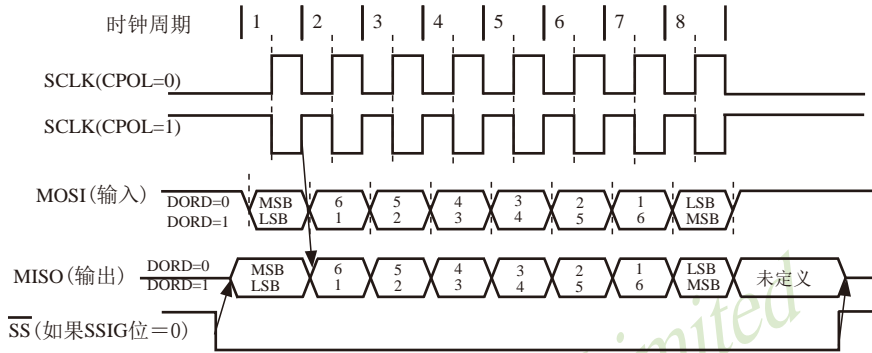 时钟周期 1 2 3 4 5 6 7 8
SCLK(CPOL=0)
SCLK(CPOL=1)
MOSI(输入) DORD=0 MSB 6 5 4 3 2 1 LSB
DORD=1 LSB 1 2 3 4 5 6 MSB
MISO(输出) DORD=0 MSB 6 5 4 3 2 1 LSB 未定义
DORD=1 LSB 1 2 3 4 5 6 MSB
SS(如果SSIG位=0)
imited